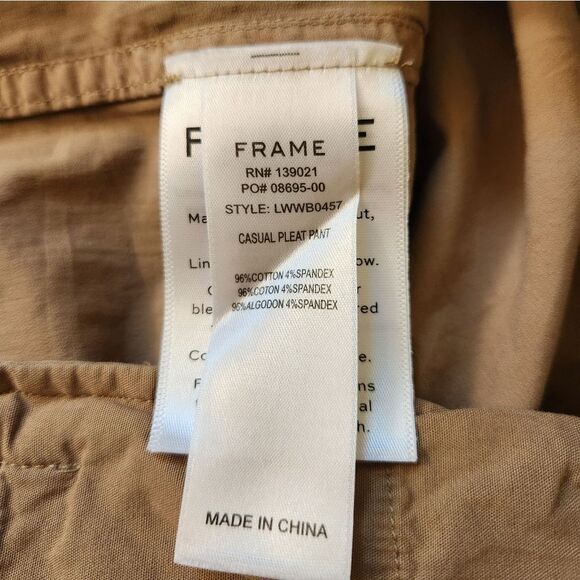 FRAME
RN# 139021
PO# 08695-00
STYLE: LWWB0457
CASUAL PLEAT PANT
96%COTTON 4%SPANDEX
96%COTON 4%SPANDEX
96%ALGODON 4%SPANDEX
MADE IN CHINA